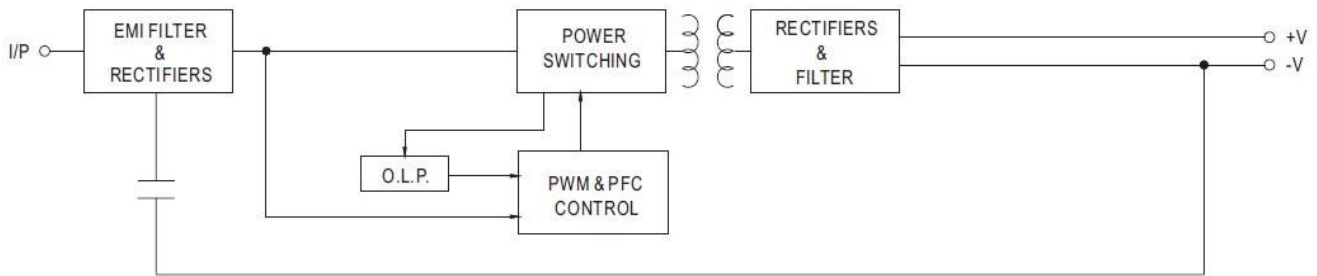 I/P
EMI FILTER
&
RECTIFIERS
POWER
SWITCHING
RECTIFIERS
&
FILTER
+V
-V
O.L.P.
PWM & PFC
CONTROL